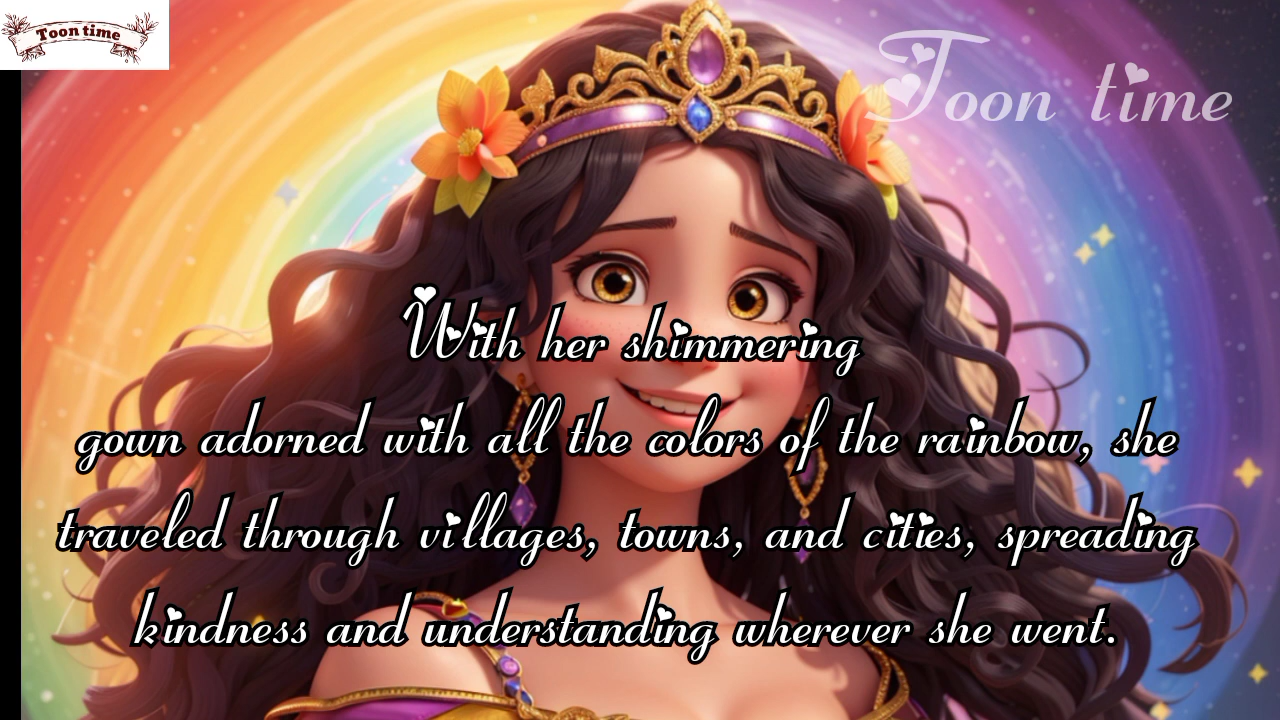 Toon time
Toon time
With her shimmering
gown adorned with all the colors of the rainbow, she
traveled through villages, towns, and cities, spreading
kindness and understanding wherever she went.